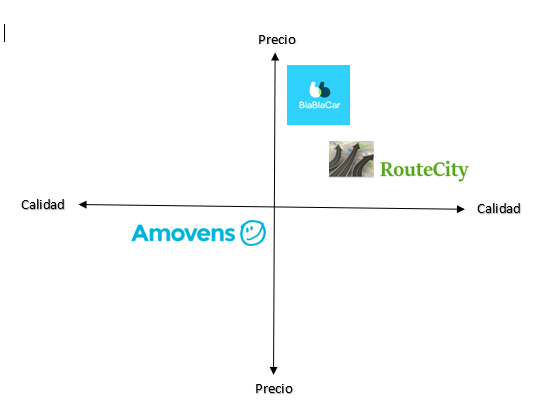 Precio
BlaBlaCar
RouteCity
Calidad
Calidad
Amovens
Precio